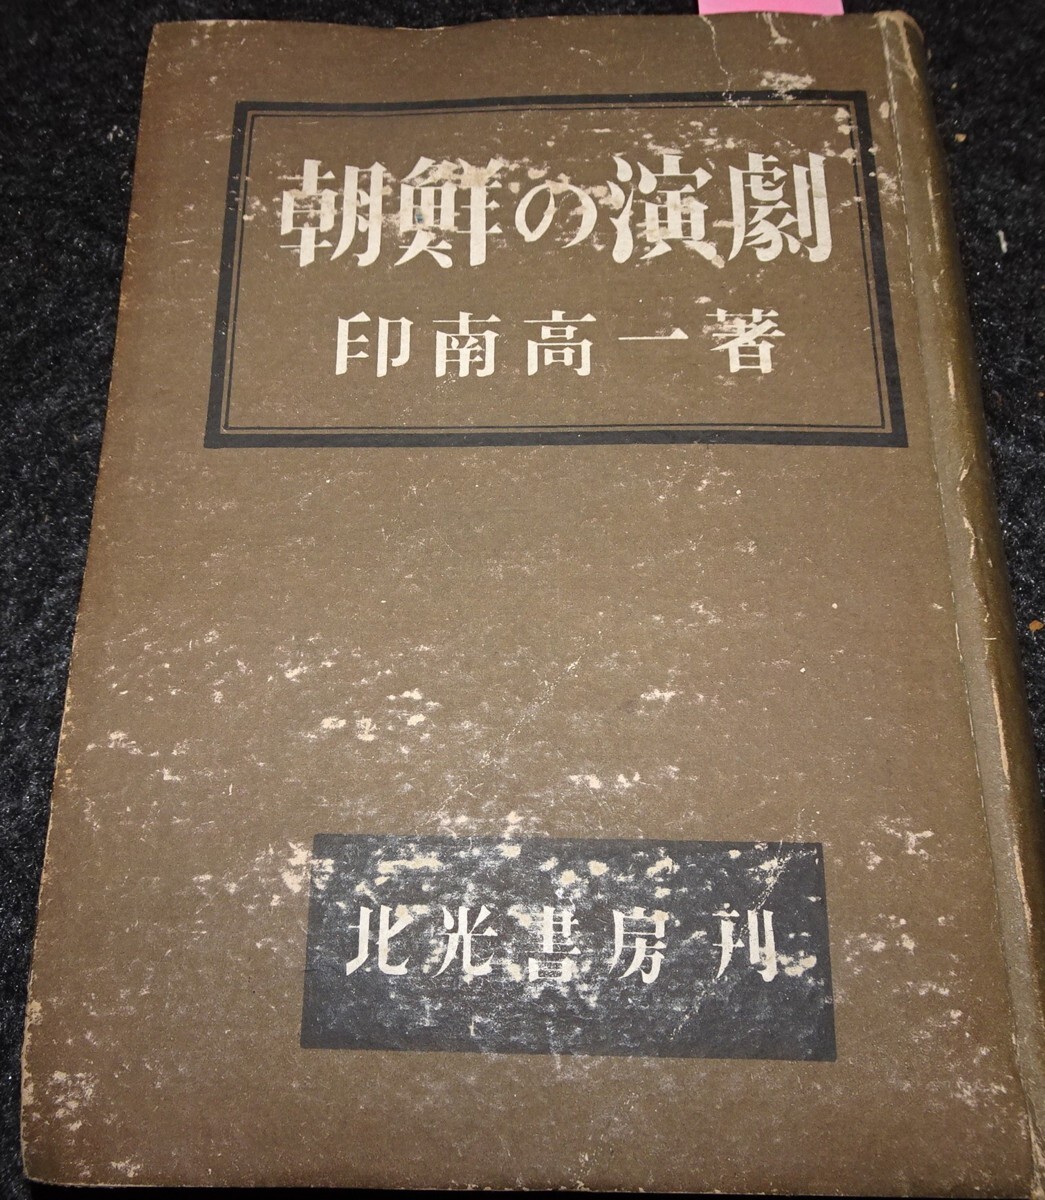 朝鮮の演劇
印南高一著
北光書房刊